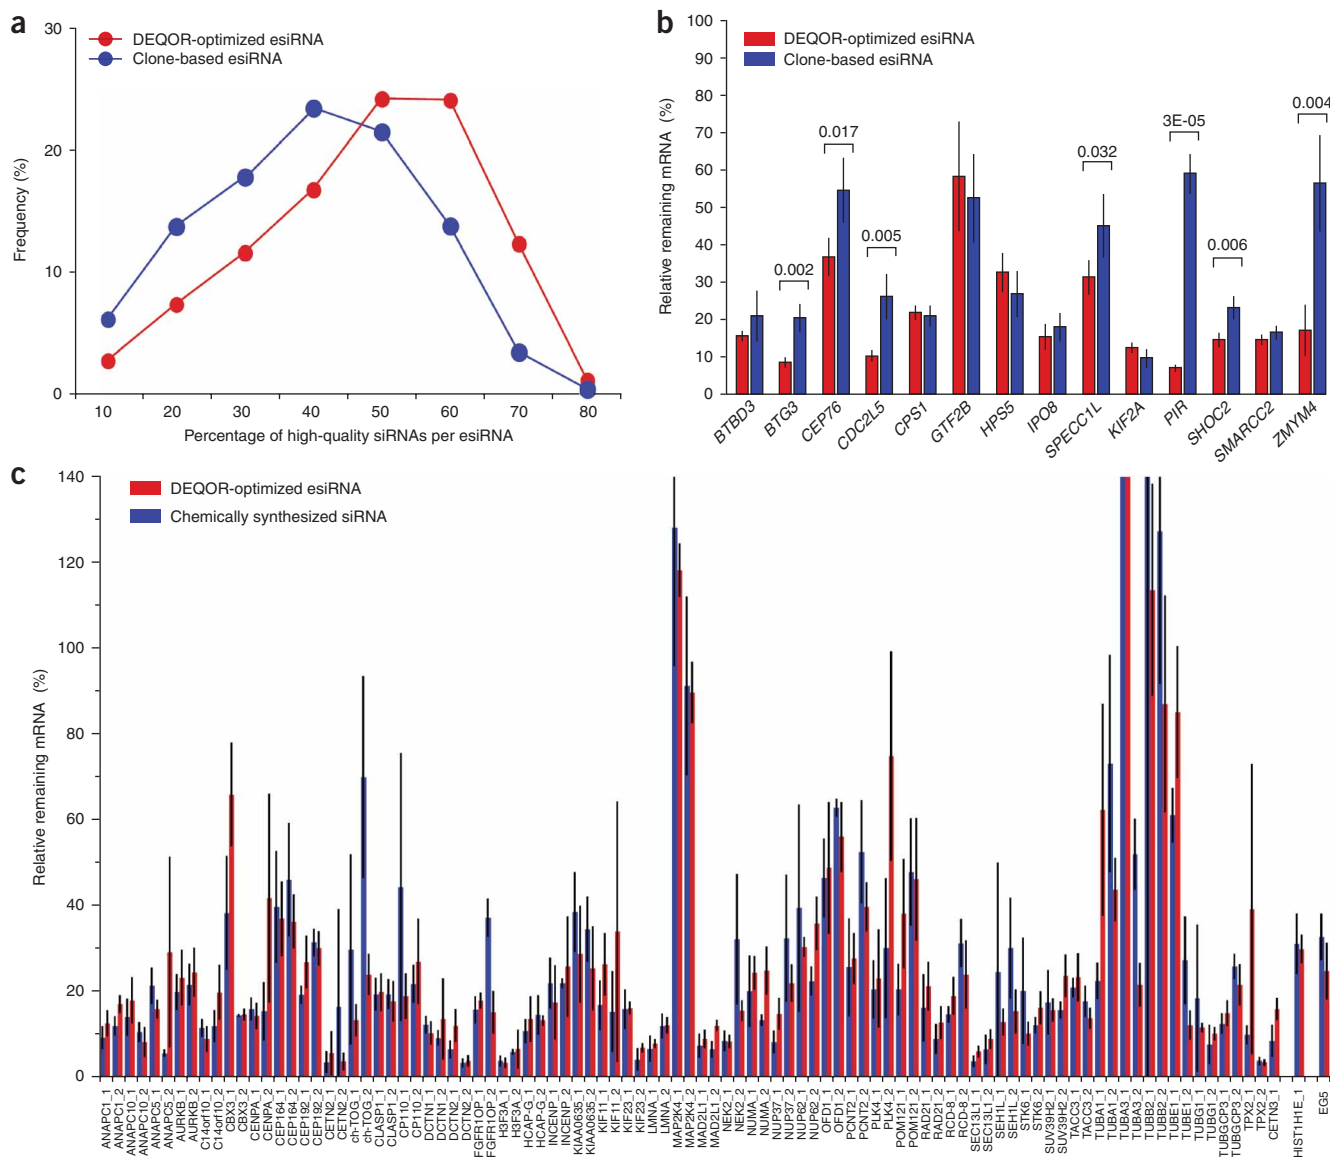 a
30
DEQOR-optimized esiRNA
Clone-based esiRNA
20
10
0
Frequency (%)
10 20 30 40 50 60 70 80
Percentage of high-quality siRNAs per esiRNA
b
100
90
80
70
60
50
40
30
20
10
0
Relative remaining mRNA (%)
DEQOR-optimized esiRNA
Clone-based esiRNA
0.002
0.017
0.005
0.032
3E-05
0.006
0.004
BTBD3
BTG3
CEP76
CDC2L5
CPS1
GTF2B
HPS5
IPO8
SPECC1L
KIF2A
PIR
SHOC2
SMARCC2
ZMYM4
c
140
120
100
80
60
40
20
0
Relative remaining mRNA (%)
DEQOR-optimized esiRNA
Chemically synthesized siRNA
ANAPC1_1
ANAPC1_2
ANAPC10_1
ANAPC10_2
ANAPC5_1
ANAPC5_2
AURKB_1
AURKB_2
C14orf10_1
C14orf10_2
CBX3_1
CBX3_2
CENPA_1
CENPA_2
CEP164_1
CEP164_2
CEP192_1
CEP192_2
CETN2_1
CETN2_2
ch-TOG_1
ch-TOG_2
CLASP1_1
CLASP1_2
CP110_1
CP110_2
DCTN1_1
DCTN1_2
DCTN2_1
DCTN2_2
FGFR1OP_1
FGFR1OP_2
H3F3A_1
H3F3A_2
HCAP-G_1
HCAP-G_2
INCENP_1
INCENP_2
KIAA0635_1
KIAA0635_2
KIF11_1
KIF11_2
KIF23_1
KIF23_2
LMNA_1
LMNA_2
MAP2K4_1
MAP2K4_2
MAD2L1_1
MAD2L1_2
NEK2_1
NEK2_2
NUMA_1
NUMA_2
NUP37_1
NUP37_2
NUP62_1
NUP62_2
OFD1_1
OFD1_2
PCNT2_1
PCNT2_2
PLK4_1
PLK4_2
POM121_1
POM121_2
RAD21_1
RAD21_2
RCD-8_1
RCD-8_2
SEC13L1_1
SEC13L1_2
SEH1L_1
SEH1L_2
STK6_1
STK6_2
SUV39H2_1
SUV39H2_2
TACC3_1
TACC3_2
TUBA1_1
TUBA1_2
TUBA3_1
TUBA3_2
TUBB2_1
TUBB2_2
TUBE1_1
TUBE1_2
TUBG1_1
TUBG1_2
TUBGCP3_1
TUBGCP3_2
TPX2_1
TPX2_2
CETN3_1
HIST1H1E_1
EG5